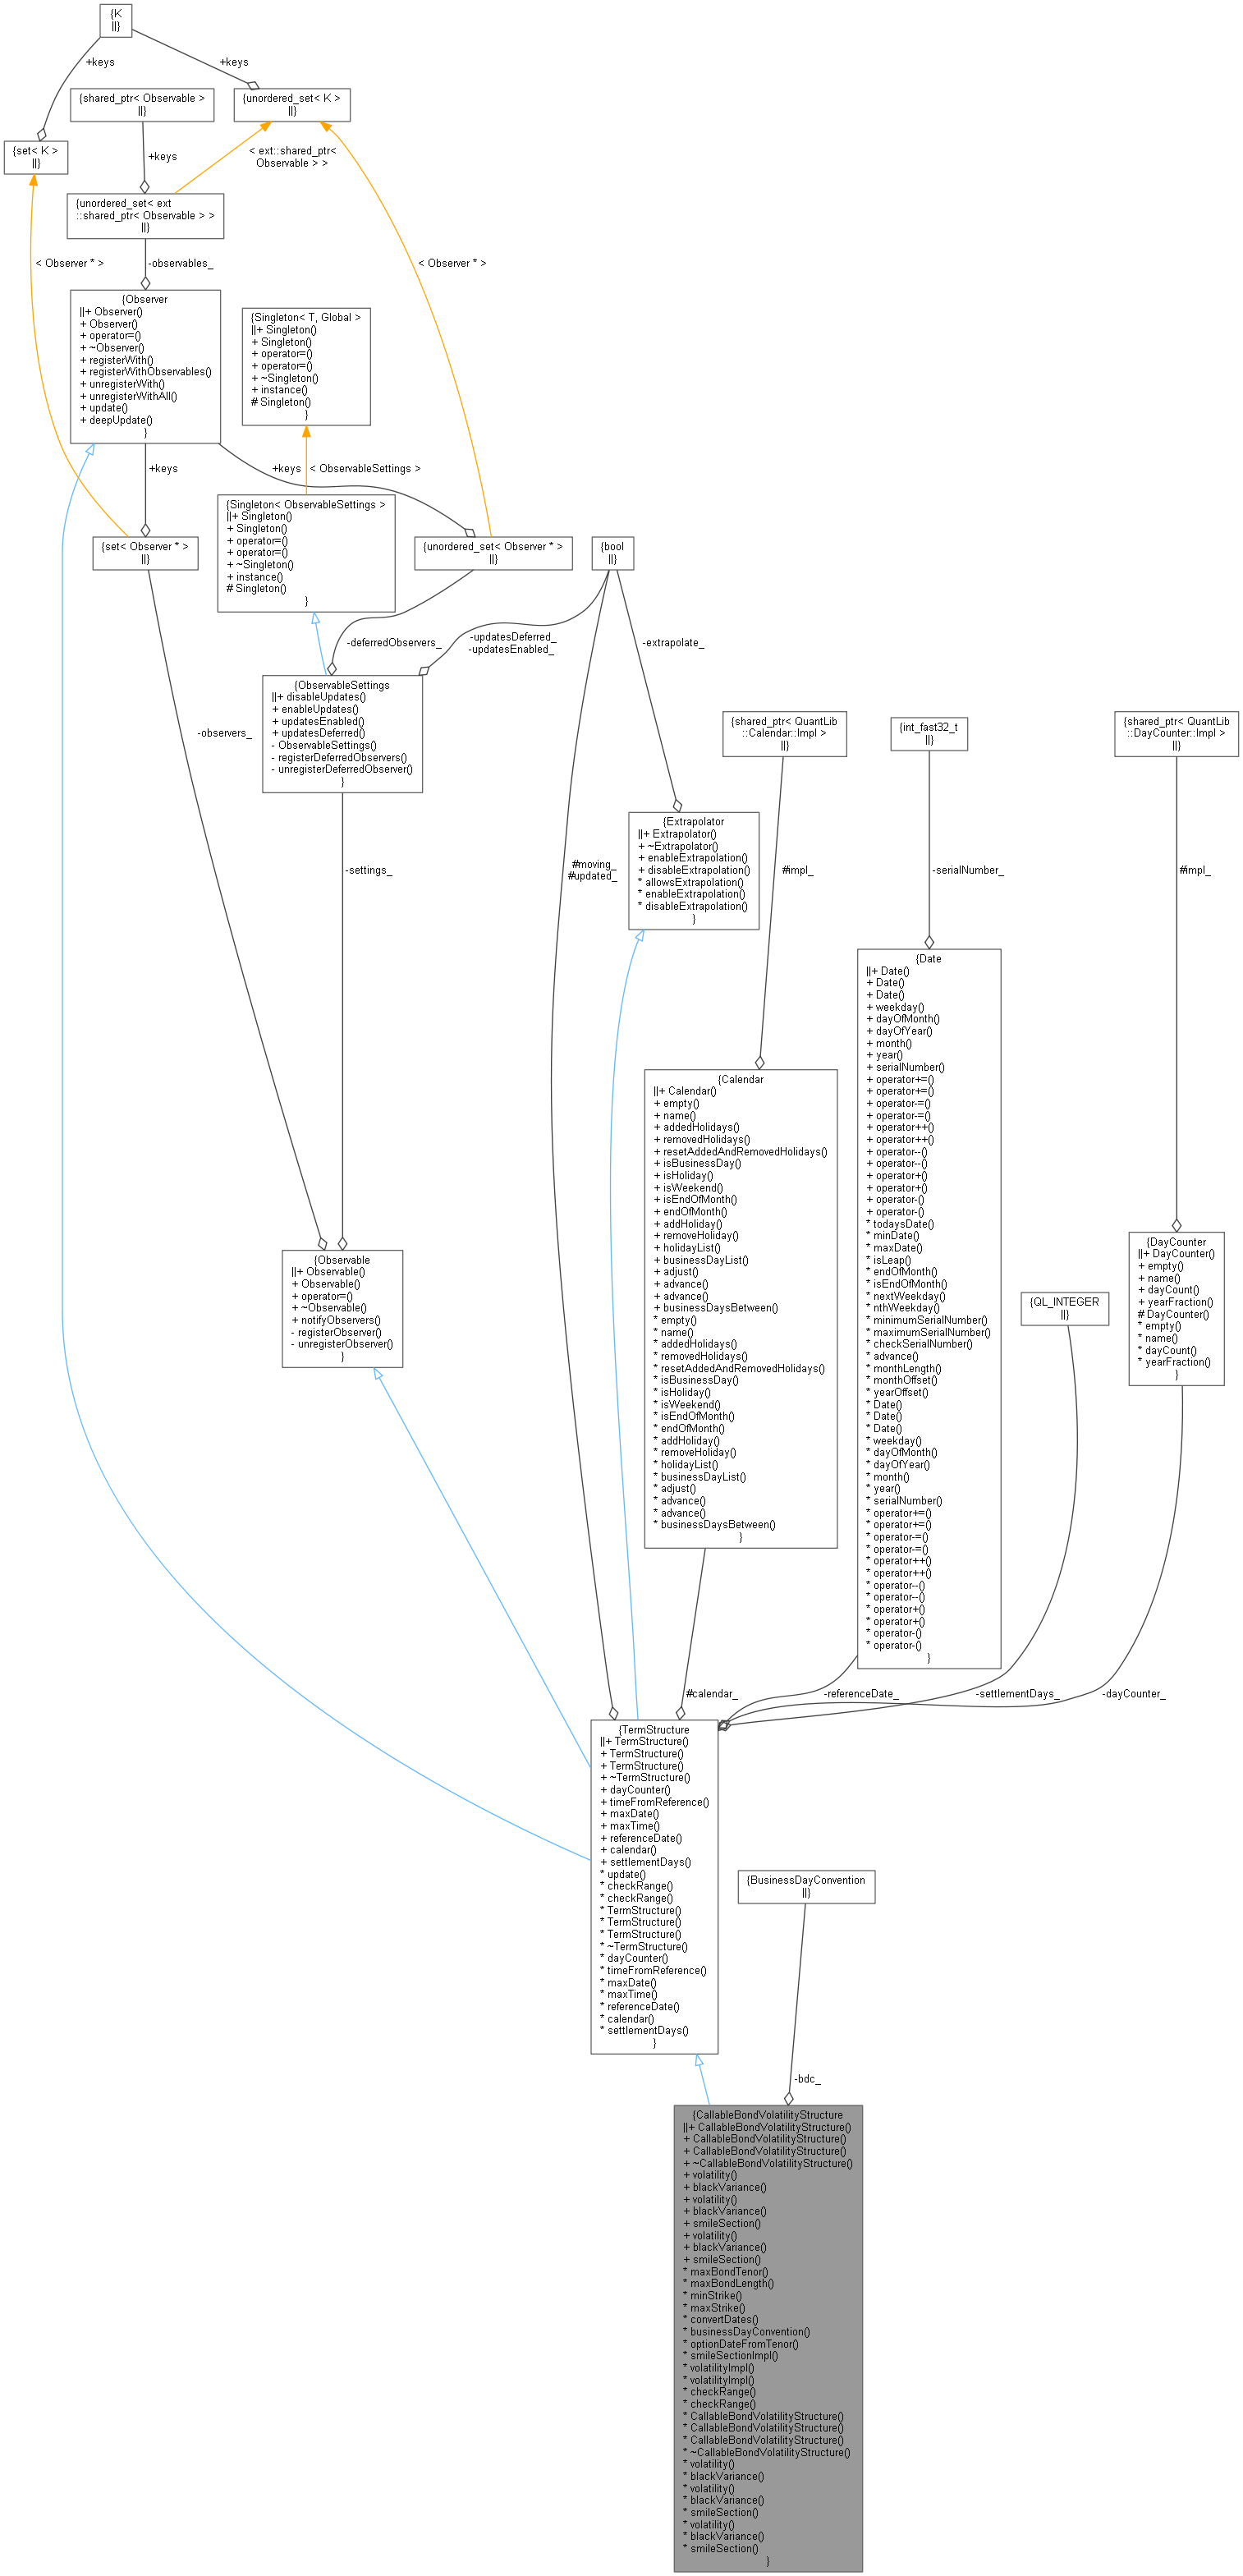 {K
||}
+keys
+keys
{shared_ptr< Observable >
||}
{unordered_set< K >
||}
{set< K >
||}
+keys
< ext::shared_ptr<
Observable > >
{unordered_set< ext
::shared_ptr< Observable > >
||}
< Observer * >
-observables_
< Observer * >
{Observer
||+ Observer()
+ Observer()
+ operator=()
+ ~Observer()
+ registerWith()
+ registerWithObservables()
+ unregisterWith()
+ unregisterWithAll()
+ update()
+ deepUpdate()
}
{Singleton< T, Global >
||+ Singleton()
+ Singleton()
+ operator=()
+ operator=()
+ ~Singleton()
+ instance()
# Singleton()
}
+keys
+keys
< ObservableSettings >
{Singleton< ObservableSettings >
||+ Singleton()
+ Singleton()
+ operator=()
+ operator=()
+ ~Singleton()
+ instance()
# Singleton()
}
{set< Observer * >
||}
{unordered_set< Observer * >
||}
{bool
||}
-deferredObservers_
-updatesDeferred_
-updatesEnabled_
-extrapolate_
{ObservableSettings
||+ disableUpdates()
+ enableUpdates()
+ updatesEnabled()
+ updatesDeferred()
- ObservableSettings()
- registerDeferredObservers()
- unregisterDeferredObserver()
}
-observers_
{shared_ptr< QuantLib
::Calendar::Impl >
||}
{int_fast32_t
||}
{shared_ptr< QuantLib
::DayCounter::Impl >
||}
{Extrapolator
||+ Extrapolator()
+ ~Extrapolator()
+ enableExtrapolation()
+ disableExtrapolation()
* allowsExtrapolation()
* enableExtrapolation()
* disableExtrapolation()
}
-settings_
#moving_
#updated_
#impl_
-serialNumber_
#impl_
{Date
||+ Date()
+ Date()
+ Date()
+ weekday()
+ dayOfMonth()
+ dayOfYear()
+ month()
+ year()
+ serialNumber()
+ operator+=()
+ operator+=()
+ operator-=()
+ operator-=()
+ operator++()
+ operator++()
+ operator--()
+ operator--()
+ operator+()
+ operator+()
+ operator-()
+ operator-()
* todaysDate()
* minDate()
* maxDate()
* isLeap()
* endOfMonth()
* isEndOfMonth()
* nextWeekday()
* nthWeekday()
* minimumSerialNumber()
* maximumSerialNumber()
* checkSerialNumber()
* advance()
* monthLength()
* monthOffset()
* yearOffset()
* Date()
* Date()
* Date()
* weekday()
* dayOfMonth()
* dayOfYear()
* month()
* year()
* serialNumber()
* operator+=()
* operator+=()
* operator-=()
* operator-=()
* operator++()
* operator++()
* operator--()
* operator--()
* operator+()
* operator+()
* operator-()
* operator-()
}
{Calendar
||+ Calendar()
+ empty()
+ name()
+ addedHolidays()
+ removedHolidays()
+ resetAddedAndRemovedHolidays()
+ isBusinessDay()
+ isHoliday()
+ isWeekend()
+ isEndOfMonth()
+ endOfMonth()
+ addHoliday()
+ removeHoliday()
+ holidayList()
+ businessDayList()
+ adjust()
+ advance()
+ advance()
+ businessDaysBetween()
* empty()
* name()
* addedHolidays()
* removedHolidays()
* resetAddedAndRemovedHolidays()
* isBusinessDay()
* isHoliday()
* isWeekend()
* isEndOfMonth()
* endOfMonth()
* addHoliday()
* removeHoliday()
* holidayList()
* businessDayList()
* adjust()
* advance()
* advance()
* businessDaysBetween()
}
{DayCounter
||+ DayCounter()
+ empty()
+ name()
+ dayCount()
+ yearFraction()
# DayCounter()
* empty()
* name()
* dayCount()
* yearFraction()
}
{Observable
||+ Observable()
+ Observable()
+ operator=()
+ ~Observable()
+ notifyObservers()
- registerObserver()
- unregisterObserver()
}
{QL_INTEGER
||}
#calendar_
-referenceDate_
-settlementDays_
-dayCounter_
{TermStructure
||+ TermStructure()
+ TermStructure()
+ TermStructure()
+ ~TermStructure()
+ dayCounter()
+ timeFromReference()
+ maxDate()
+ maxTime()
+ referenceDate()
+ calendar()
+ settlementDays()
* update()
* checkRange()
* checkRange()
* TermStructure()
* TermStructure()
* TermStructure()
* ~TermStructure()
* dayCounter()
* timeFromReference()
* maxDate()
* maxTime()
* referenceDate()
* calendar()
* settlementDays()
}
{BusinessDayConvention
||}
-bdc_
{CallableBondVolatilityStructure
||+ CallableBondVolatilityStructure()
+ CallableBondVolatilityStructure()
+ CallableBondVolatilityStructure()
+ ~CallableBondVolatilityStructure()
+ volatility()
+ blackVariance()
+ volatility()
+ blackVariance()
+ smileSection()
+ volatility()
+ blackVariance()
+ smileSection()
* maxBondTenor()
* maxBondLength()
* minStrike()
* maxStrike()
* convertDates()
* businessDayConvention()
* optionDateFromTenor()
* smileSectionImpl()
* volatilityImpl()
* volatilityImpl()
* checkRange()
* checkRange()
* CallableBondVolatilityStructure()
* CallableBondVolatilityStructure()
* CallableBondVolatilityStructure()
* ~CallableBondVolatilityStructure()
* volatility()
* blackVariance()
* volatility()
* blackVariance()
* smileSection()
* volatility()
* blackVariance()
* smileSection()
}